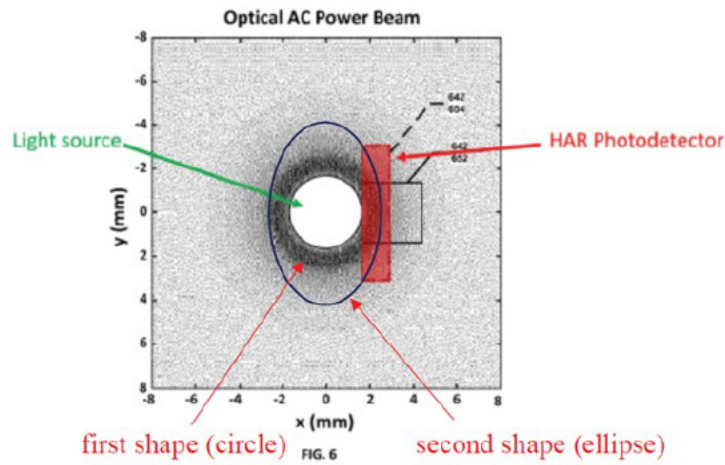 Optical AC Power Beam
-8
-6
-4
-2
0
2
4
6
8
y (mm)
-8 -6 -4 -2 0 2 4 6 8
x (mm)
Light source
642
604
642
652
HAR Photodetector
first shape (circle)
second shape (ellipse)
FIG. 6